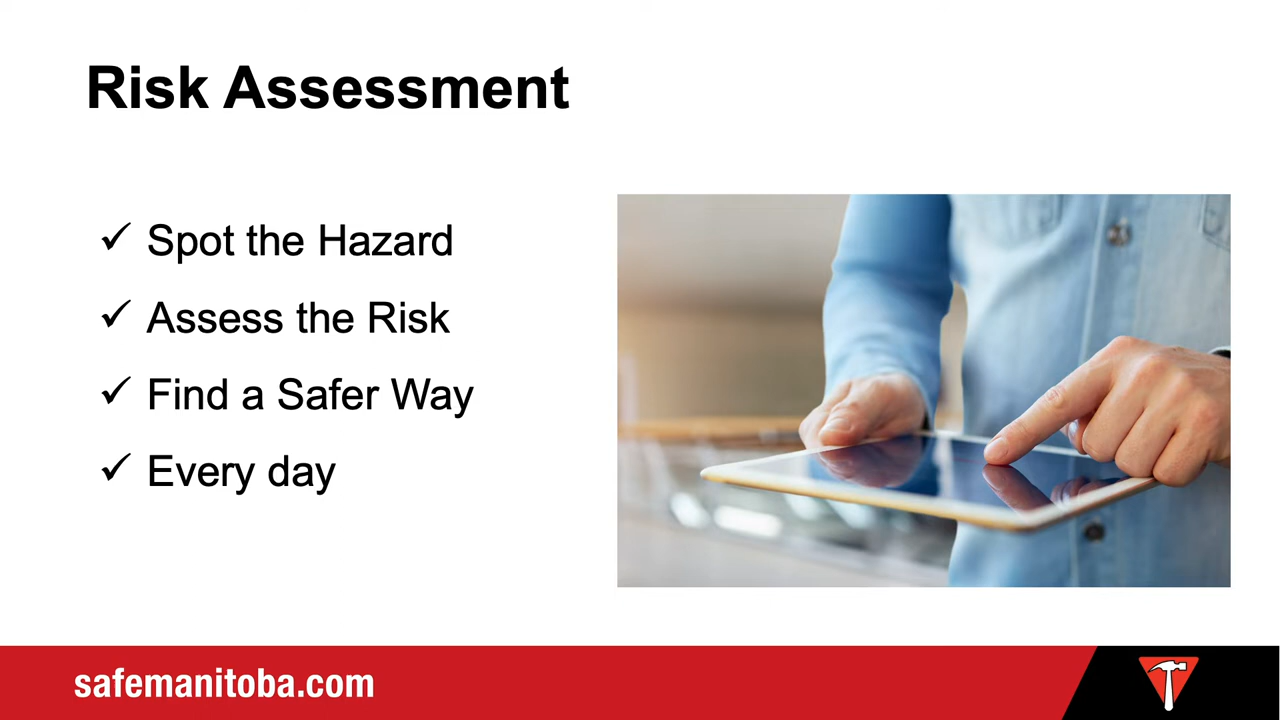 Risk Assessment
✓ Spot the Hazard
✓ Assess the Risk
✓ Find a Safer Way
✓ Every day
safemanitoba.com